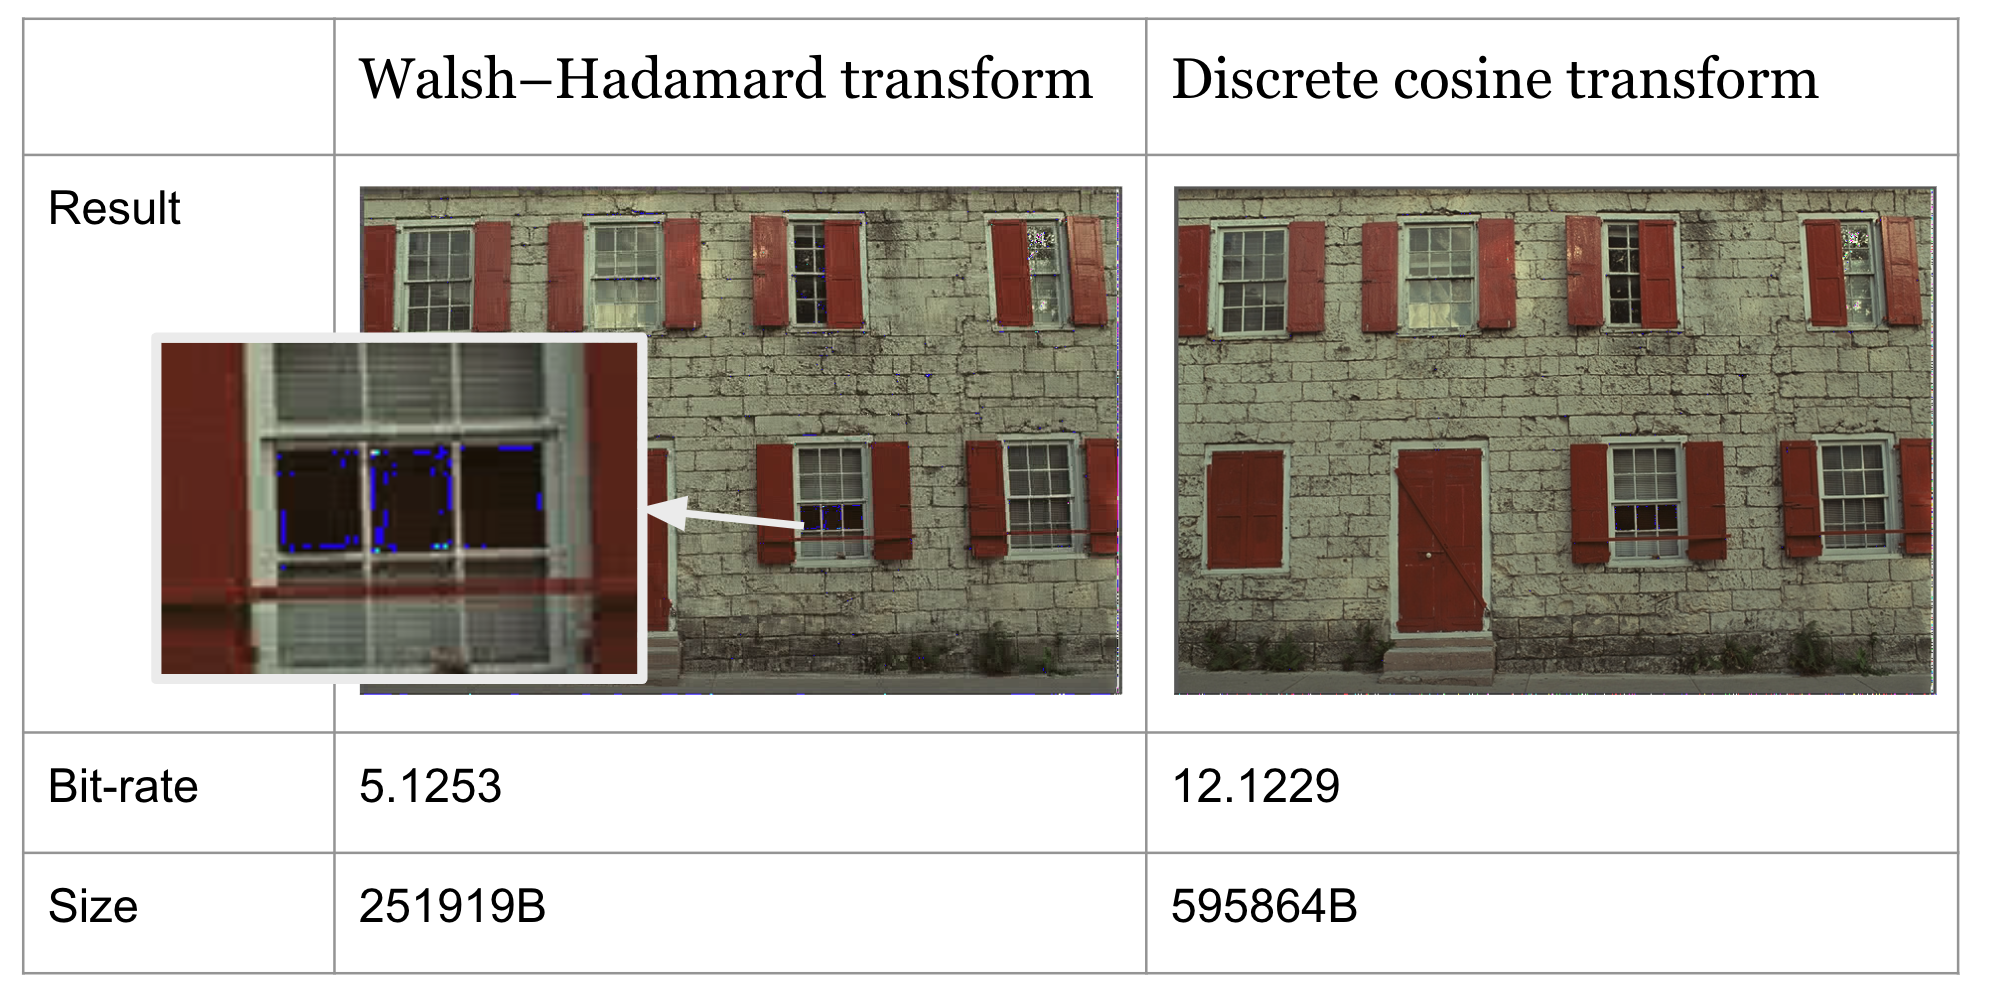 Walsh–Hadamard transform
Discrete cosine transform
Result
Bit-rate
5.1253
12.1229
Size
251919B
595864B